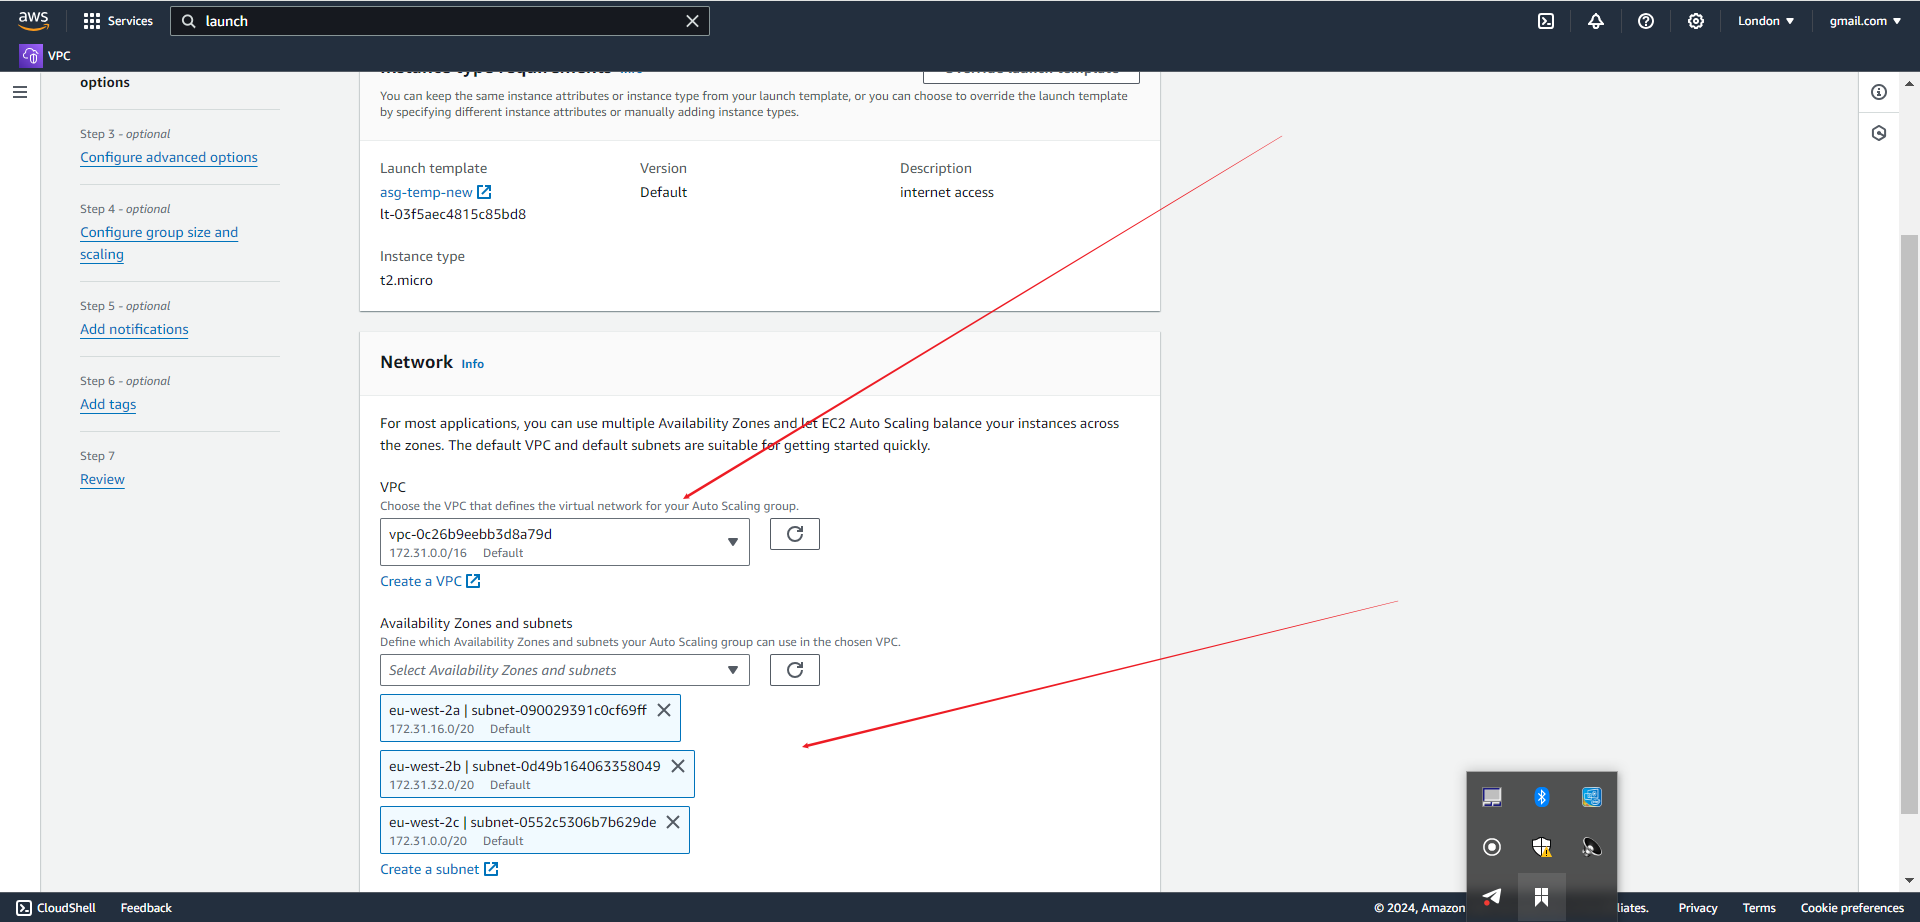 aws
Services
launch
London
gmail.com
VPC
options
Step 3 - optional
Configure advanced options
Step 4 - optional
Configure group size and
scaling
Step 5 - optional
Add notifications
Step 6 - optional
Add tags
Step 7
Review
Instance type requirements Info
Override launch template
You can keep the same instance attributes or instance type from your launch template, or you can choose to override the launch template
by specifying different instance attributes or manually adding instance types.
Launch template
asg-temp-new
lt-03f5aec4815c85bd8
Version
Default
Description
internet access
Instance type
t2.micro
Network Info
For most applications, you can use multiple Availability Zones and let EC2 Auto Scaling balance your instances across
the zones. The default VPC and default subnets are suitable for getting started quickly.
VPC
Choose the VPC that defines the virtual network for your Auto Scaling group.
vpc-0c26b9eebb3d8a79d
172.31.0.0/16 Default
Create a VPC
Availability Zones and subnets
Define which Availability Zones and subnets your Auto Scaling group can use in the chosen VPC.
Select Availability Zones and subnets
eu-west-2a | subnet-090029391c0cf69ff
172.31.16.0/20 Default
eu-west-2b | subnet-0d49b164063358049
172.31.32.0/20 Default
eu-west-2c | subnet-0552c5306b7b629de
172.31.0.0/20 Default
Create a subnet
CloudShell
Feedback
© 2024, Amazon
liates.
Privacy
Terms
Cookie preferences